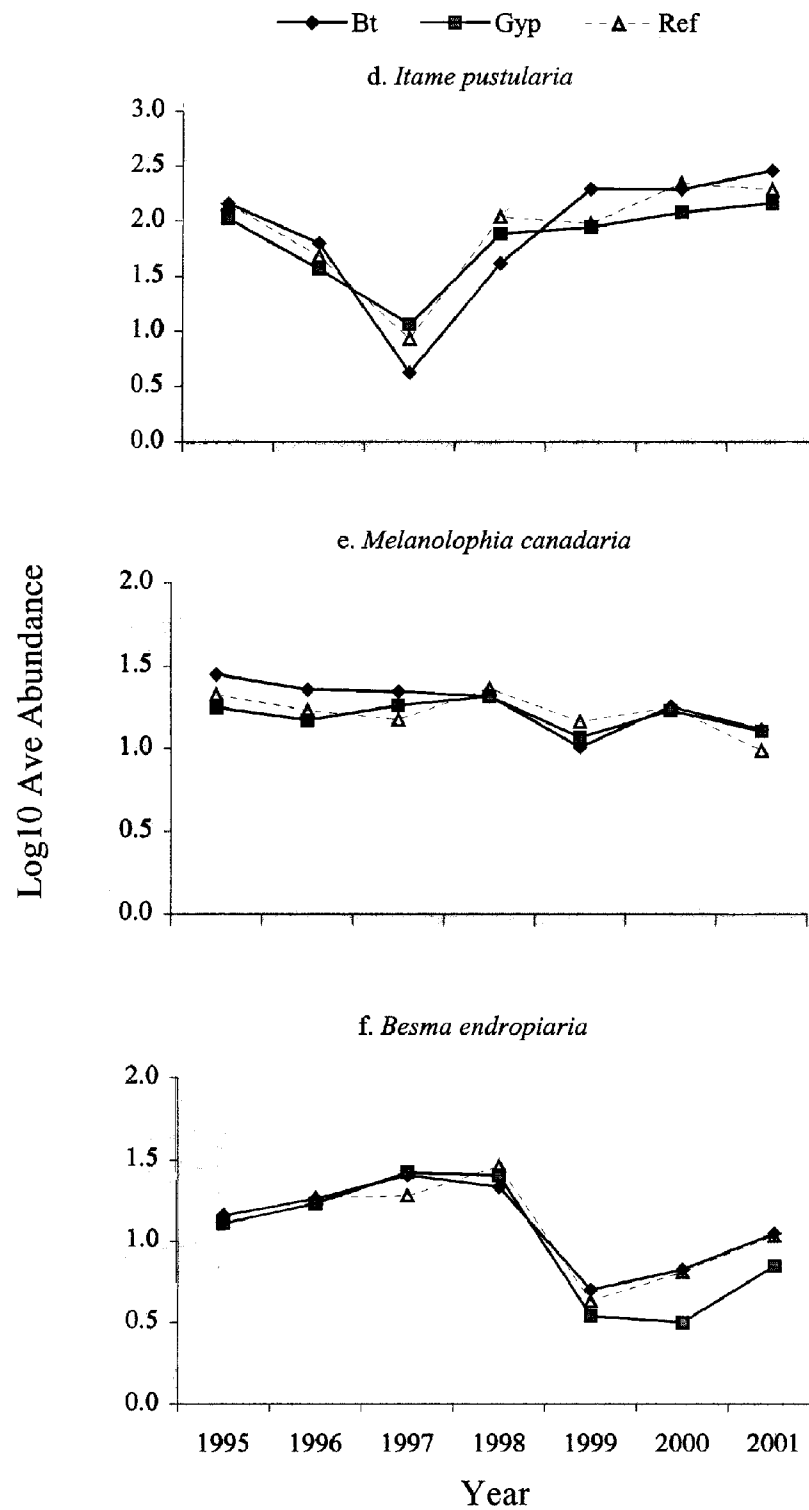 Bt Gyp Ref
d. Itame pustularia
3.0
2.5
2.0
1.5
1.0
0.5
0.0
e. Melanolophia canadaria
2.0
1.5
1.0
0.5
0.0
Log10 Ave Abundance
f. Besma endropiaria
2.0
1.5
1.0
0.5
0.0
1995 1996 1997 1998 1999 2000 2001
Year